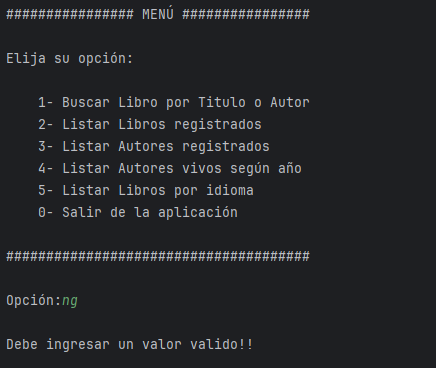 ################ MENÚ ################
Elija su opción:
1- Buscar Libro por Titulo o Autor
2- Listar Libros registrados
3- Listar Autores registrados
4- Listar Autores vivos según año
5- Listar Libros por idioma
0- Salir de la aplicación
######################################
Opción:ng
Debe ingresar un valor valido!!